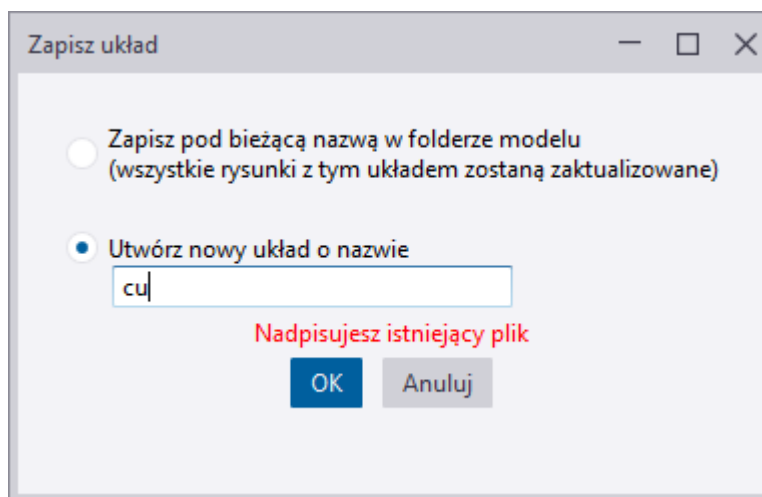 Zapisz układ
Zapisz pod bieżącą nazwą w folderze modelu
(wszystkie rysunki z tym układem zostaną zaktualizowane)
Utwórz nowy układ o nazwie
cu
Nadpisujesz istniejący plik
OK Anuluj